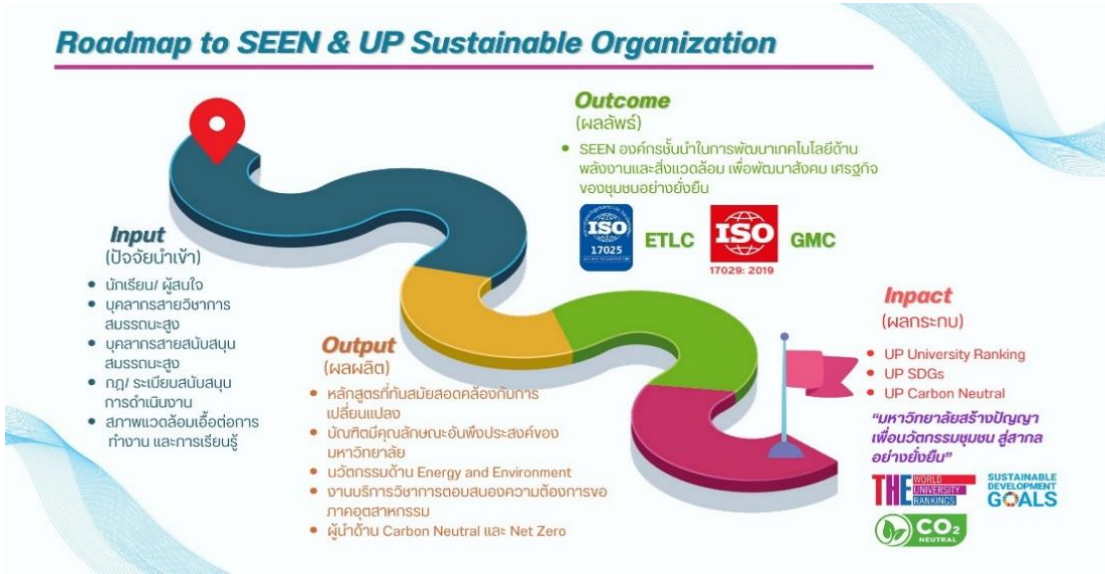 Roadmap to SEEN & UP Sustainable Organization
Input
(ปัจจัยนำเข้า)
• นักเรียน/ ผู้สนใจ
• บุคลากรสายวิชาการ
สมรรถนะสูง
• บุคลากรสายสนับสนุน
สมรรถนะสูง
• กฎ/ ระเบียบสนับสนุน
การดำเนินงาน
• สภาพแวดล้อมเอื้อต่อการ
ทำงาน และการเรียนรู้
Output
(ผลผลิต)
• หลักสูตรที่ทันสมัยสอดคล้องกับการ
เปลี่ยนแปลง
• บัณฑิตมีคุณลักษณะอันพึงประสงค์ของ
มหาวิทยาลัย
• นวัตกรรมด้าน Energy and Environment
• งานบริการวิชาการตอบสนองความต้องการขอ
ภาคอุตสาหกรรม
• ผู้นำด้าน Carbon Neutral และ Net Zero
Outcome
(ผลลัพธ์)
• SEEN องค์กรชั้นนำในการพัฒนาเทคโนโลยีด้าน
พลังงานและสิ่งแวดล้อม เพื่อพัฒนาสังคม เศรฐกิจ
ของชุมชนอย่างยั่งยืน
ISO
17025
ETLC
ISO
17029: 2019
GMC
Inpact
(ผลกระทบ)
• UP University Ranking
• UP SDGs
• UP Carbon Neutral
“มหาวิทยาลัยสร้างปัญญา
เพื่อนวัตกรรมชุมชน สู่สากล
อย่างยั่งยืน”
THE WORLD
UNIVERSITY
RANKINGS
SUSTAINABLE
DEVELOPMENT
GOALS
CO₂
NEUTRAL